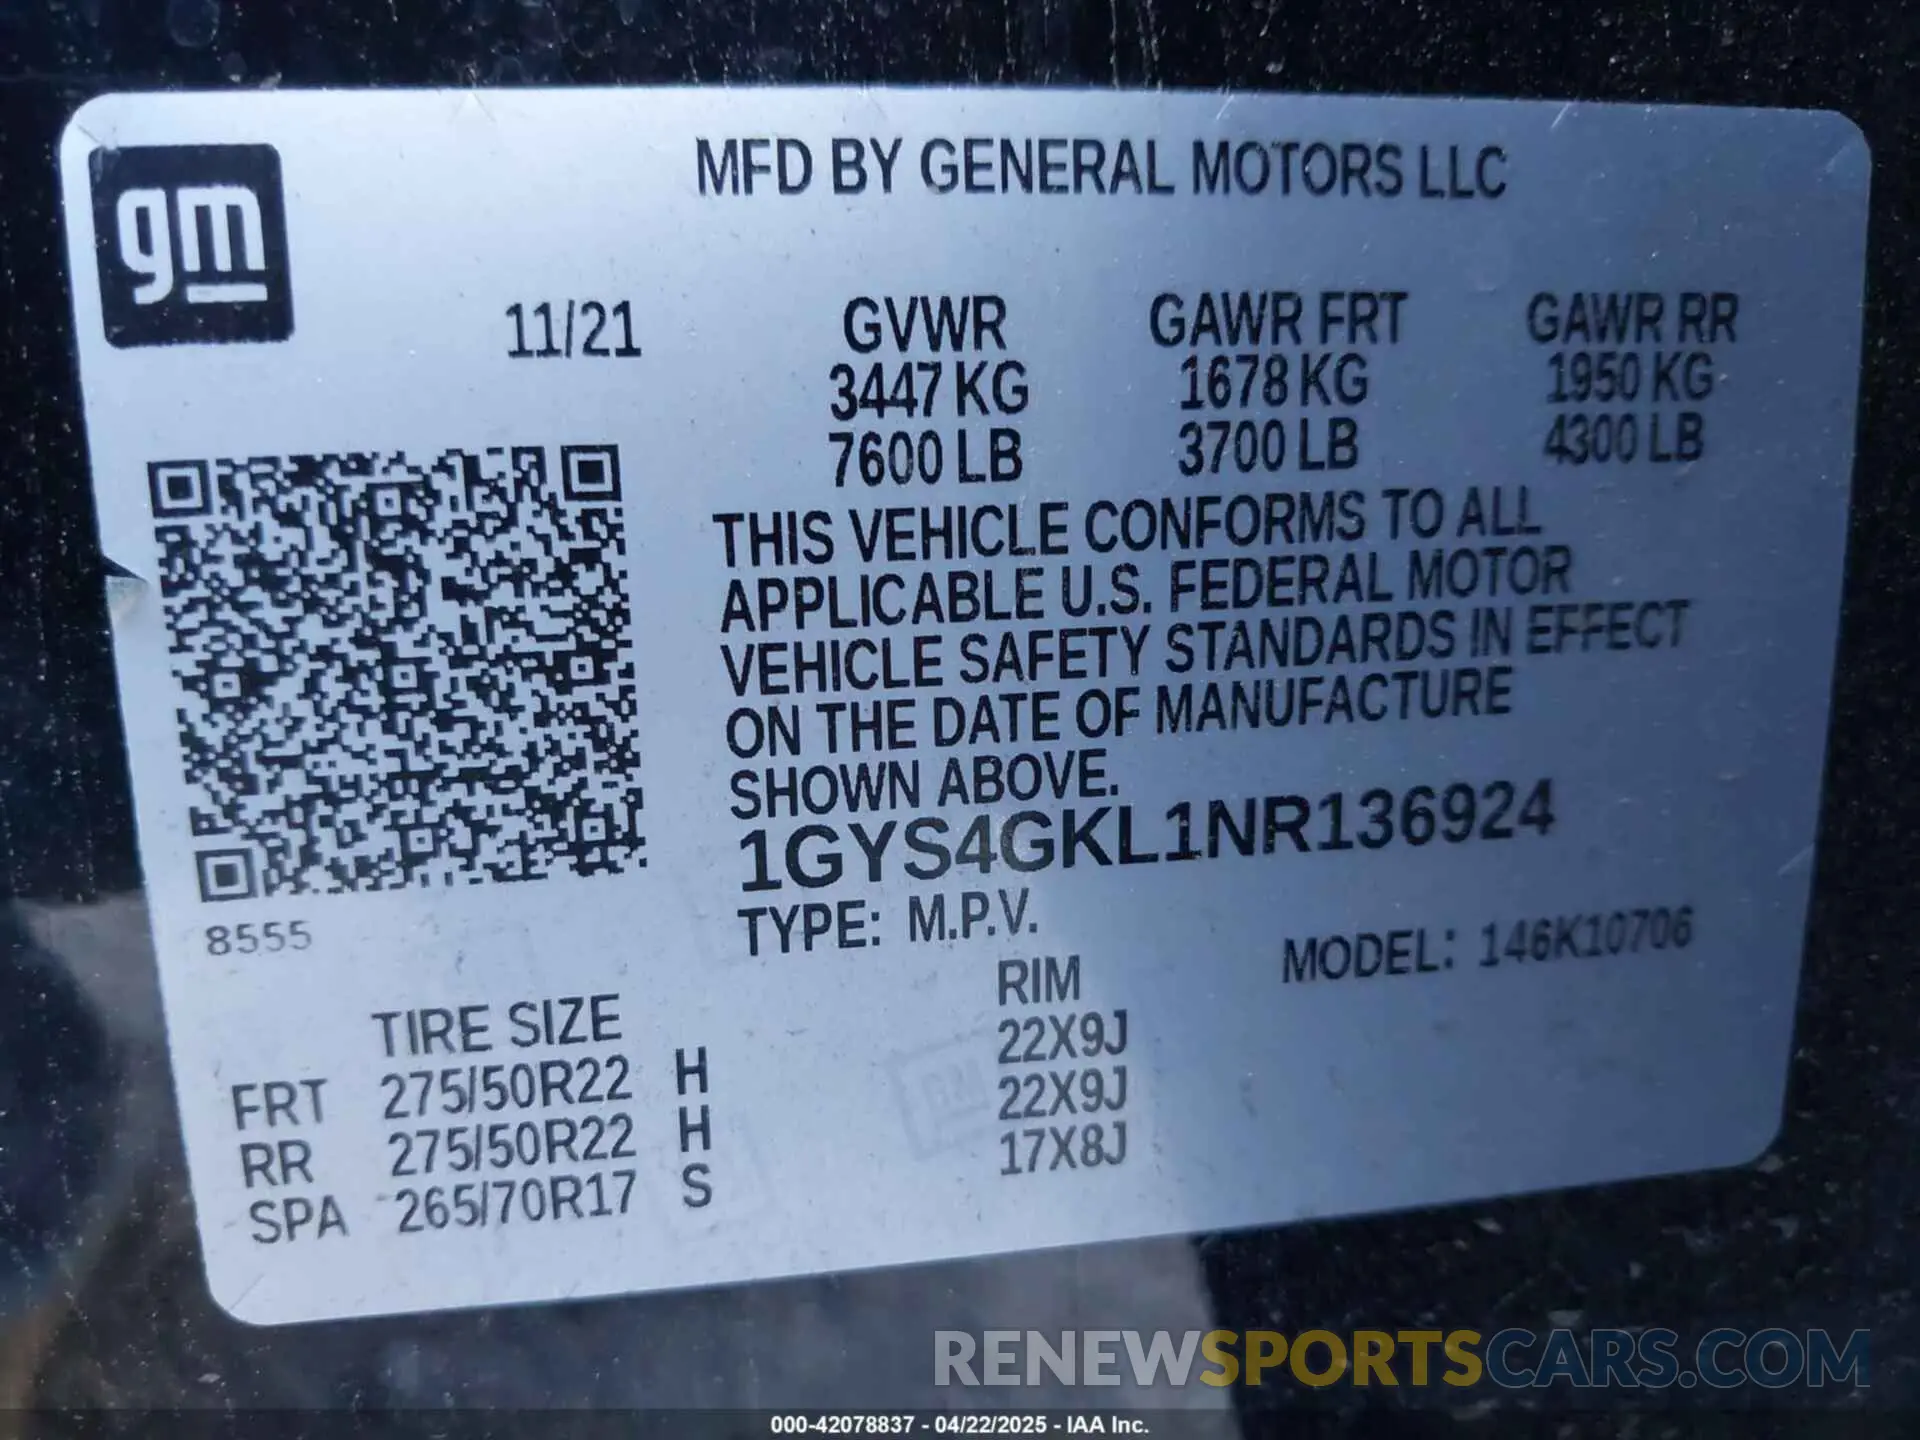 gm
MFD BY GENERAL MOTORS LLC
11/21
GVWR GAWR FRT GAWR RR
3447 KG 1678 KG 1950 KG
7600 LB 3700 LB 4300 LB
THIS VEHICLE CONFORMS TO ALL
APPLICABLE U.S. FEDERAL MOTOR
VEHICLE SAFETY STANDARDS IN EFFECT
ON THE DATE OF MANUFACTURE
SHOWN ABOVE.
1GYS4GKL1NR136924
8555
TYPE: M.P.V. MODEL: 146K10706
TIRE SIZE RIM
FRT 275/50R22 H 22X9J
RR 275/50R22 H 22X9J
SPA 265/70R17 S 17X8J
GM
RENEWSPORTSCARS.COM
000-42078837 - 04/22/2025 - IAA Inc.